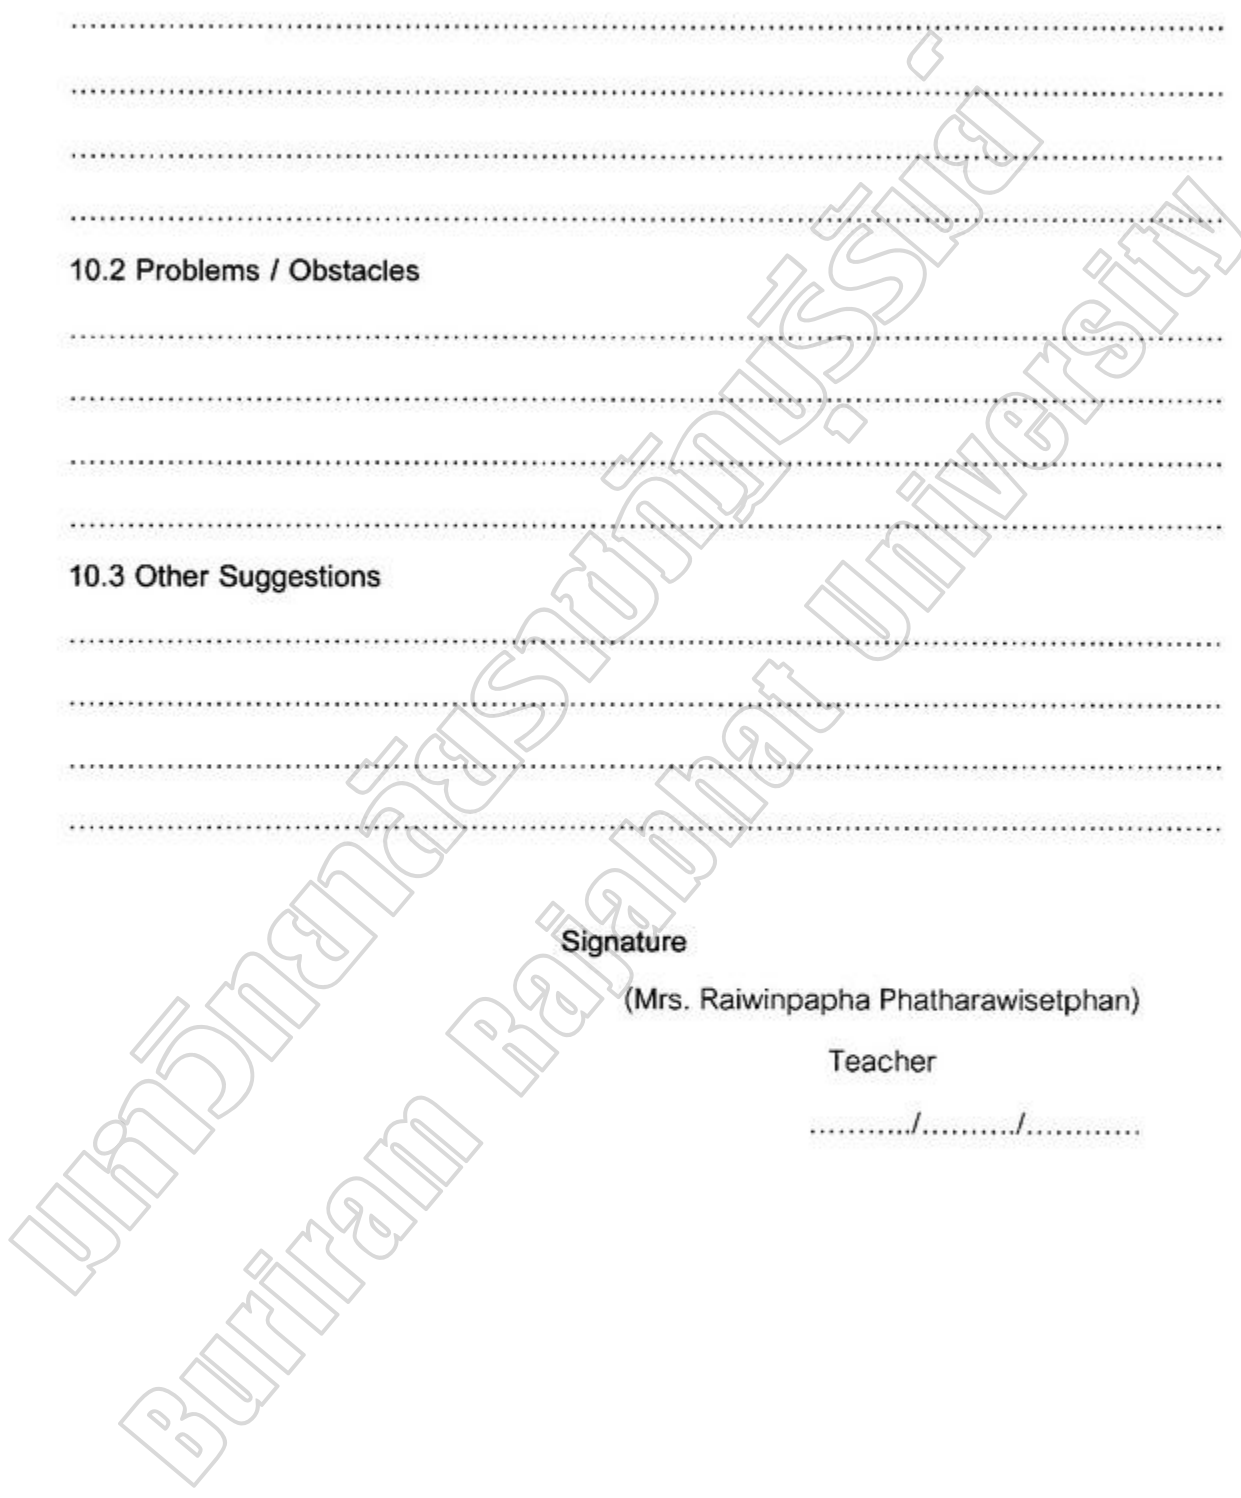 ........................................................................................................................
........................................................................................................................
........................................................................................................................
........................................................................................................................
10.2 Problems / Obstacles
........................................................................................................................
........................................................................................................................
........................................................................................................................
........................................................................................................................
10.3 Other Suggestions
........................................................................................................................
........................................................................................................................
........................................................................................................................
........................................................................................................................
Signature
(Mrs. Raiwinpapha Phatharawisetphan)
Teacher
.........../........../............
มหาวิทยาลัยราชภัฏบุรีรัมย์
Buriram Rajabhat University